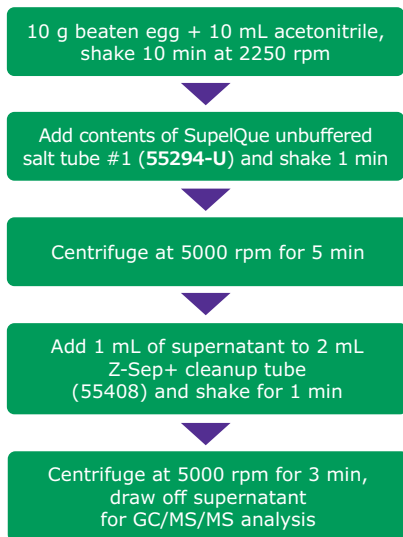 10 g beaten egg + 10 mL acetonitrile,
shake 10 min at 2250 rpm
Add contents of SupelQue unbuffered
salt tube #1 (55294-U) and shake 1 min
Centrifuge at 5000 rpm for 5 min
Add 1 mL of supernatant to 2 mL
Z-Sep+ cleanup tube
(55408) and shake for 1 min
Centrifuge at 5000 rpm for 3 min,
draw off supernatant
for GC/MS/MS analysis